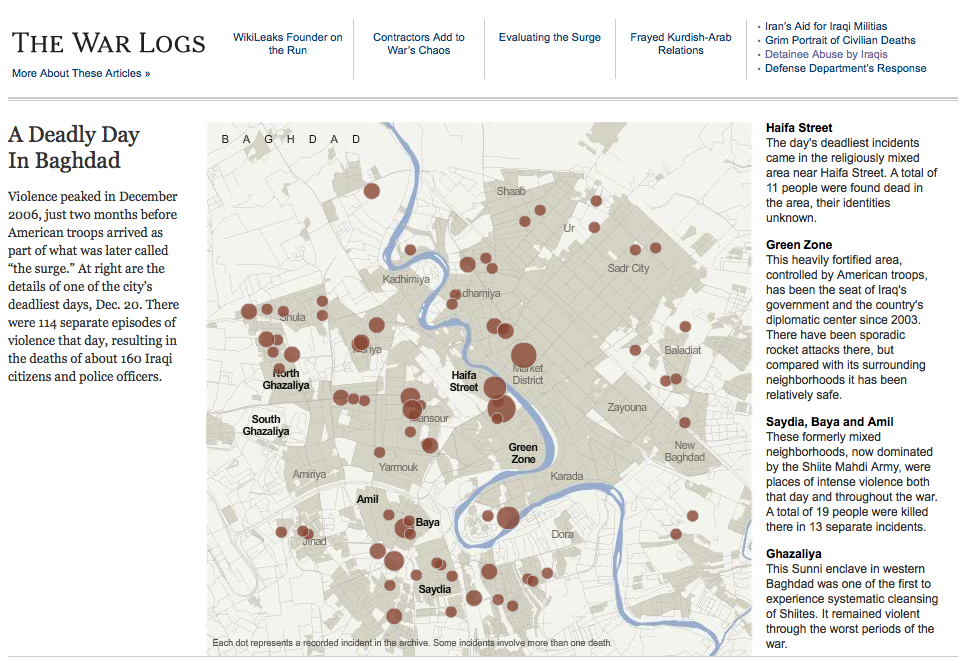 THE WAR LOGS
More About These Articles »
WikiLeaks Founder on
the Run
Contractors Add to
War's Chaos
Evaluating the Surge
Frayed Kurdish-Arab
Relations
· Iran's Aid for Iraqi Militias
· Grim Portrait of Civilian Deaths
· Detainee Abuse by Iraqis
· Defense Department's Response
A Deadly Day
In Baghdad
Violence peaked in December
2006, just two months before
American troops arrived as
part of what was later called
“the surge.” At right are the
details of one of the city's
deadliest days, Dec. 20. There
were 114 separate episodes of
violence that day, resulting in
the deaths of about 160 Iraqi
citizens and police officers.
B A G H D A D
Shaab
Ur
Sadr City
Kadhimiya
Adhamiya
Shula
Huriya
Baladiat
North
Ghazaliya
Haifa
Street
Market
District
South
Ghazaliya
Mansour
Zayouna
Green
Zone
New
Baghdad
Yarmouk
Amiriya
Karada
Amil
Baya
Jihad
Dora
Saydia
Each dot represents a recorded incident in the archive. Some incidents involve more than one death.
Haifa Street
The day's deadliest incidents
came in the religiously mixed
area near Haifa Street. A total of
11 people were found dead in
the area, their identities
unknown.
Green Zone
This heavily fortified area,
controlled by American troops,
has been the seat of Iraq's
government and the country's
diplomatic center since 2003.
There have been sporadic
rocket attacks there, but
compared with its surrounding
neighborhoods it has been
relatively safe.
Saydia, Baya and Amil
These formerly mixed
neighborhoods, now dominated
by the Shiite Mahdi Army, were
places of intense violence both
that day and throughout the war.
A total of 19 people were killed
there in 13 separate incidents.
Ghazaliya
This Sunni enclave in western
Baghdad was one of the first to
experience systematic cleansing
of Shiites. It remained violent
through the worst periods of the
war.